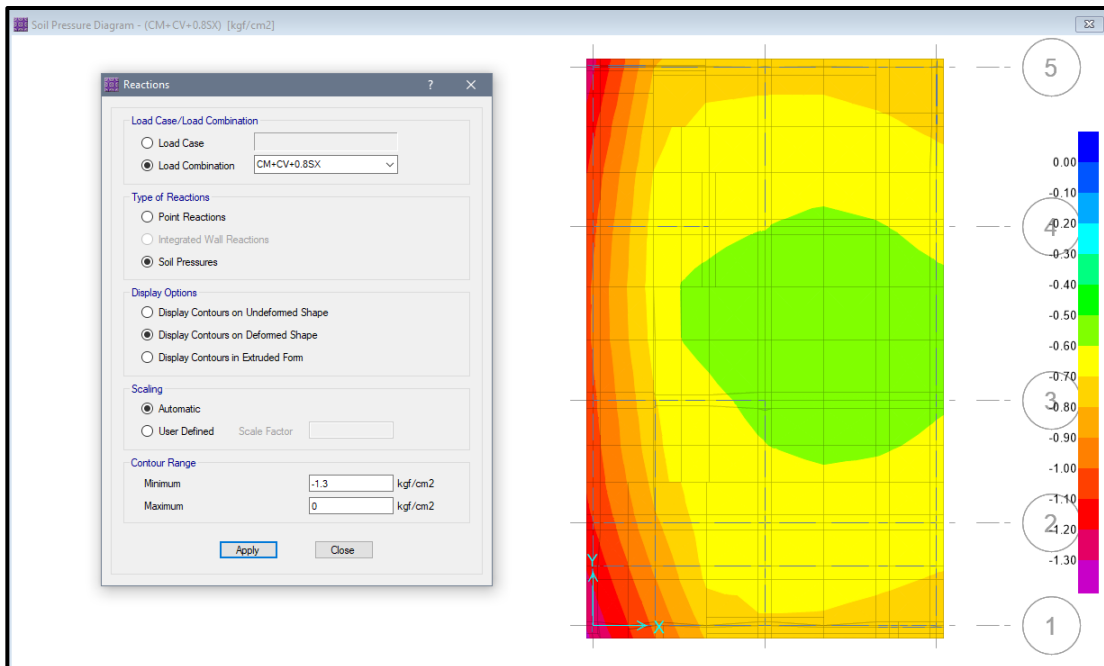 Soil Pressure Diagram - (CM+CV+0.8SX) [kgf/cm2]
Reactions
?
Load Case/Load Combination
Load Case
Load Combination
CM+CV+0.8SX
Type of Reactions
Point Reactions
Integrated Wall Reactions
Soil Pressures
Display Options
Display Contours on Undeformed Shape
Display Contours on Deformed Shape
Display Contours in Extruded Form
Scaling
Automatic
User Defined Scale Factor
Contour Range
Minimum -1.3 kgf/cm2
Maximum 0 kgf/cm2
Apply Close
Y
X
5
4
3
2
1
0.00
-0.10
-0.20
-0.30
-0.40
-0.50
-0.60
-0.70
-0.80
-0.90
-1.00
-1.10
-1.20
-1.30